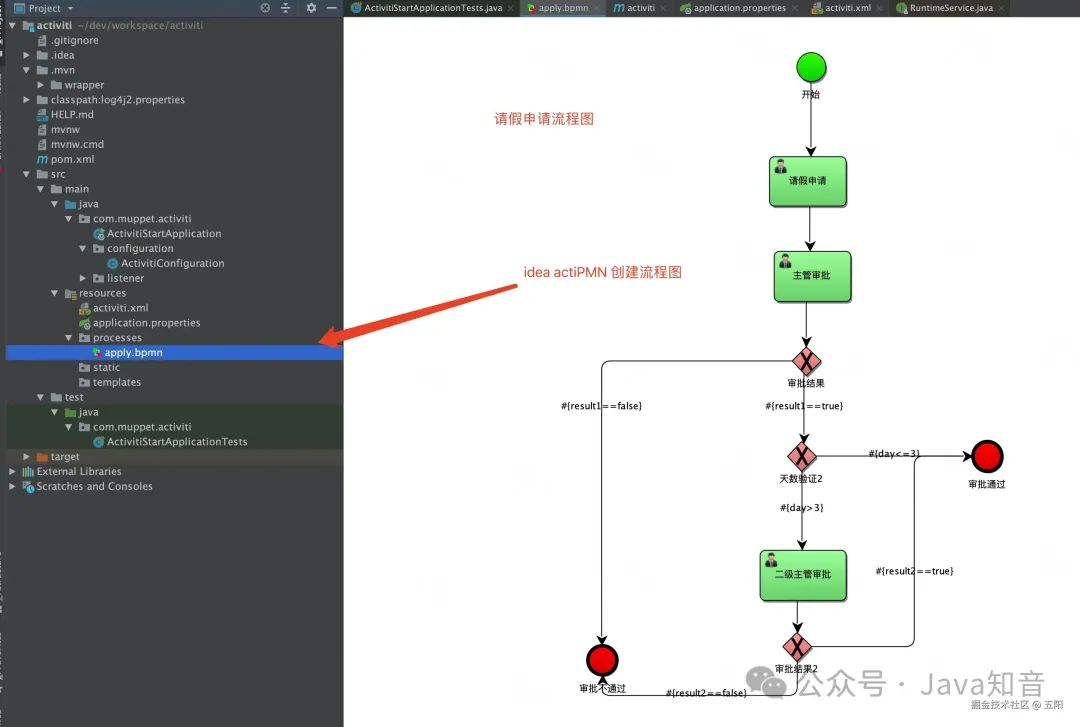 Project
activiti ~/dev/workspace/activiti
.gitignore
.idea
.mvn
wrapper
classpath:log4j2.properties
HELP.md
mvnw
mvnw.cmd
pom.xml
src
main
java
com.muppet.activiti
ActivitiStartApplication
configuration
ActivitiConfiguration
listener
resources
activiti.xml
application.properties
processes
apply.bpmn
static
templates
test
java
com.muppet.activiti
ActivitiStartApplicationTests
target
External Libraries
Scratches and Consoles
ActivitiStartApplicationTests.java
apply.bpmn
activiti
application.properties
activiti.xml
RuntimeService.java
开始
请假申请流程图
请假申请
idea actiPMN 创建流程图
主管审批
审批结果
#{result1==false}
#{result1==true}
#{day<=3}
天数验证2
审批通过
#{day>3}
二级主管审批
#{result2==true}
审批结果2
审批不通过
#{result2==false}
公众号 · Java知音
掘金技术社区 @ 五阳